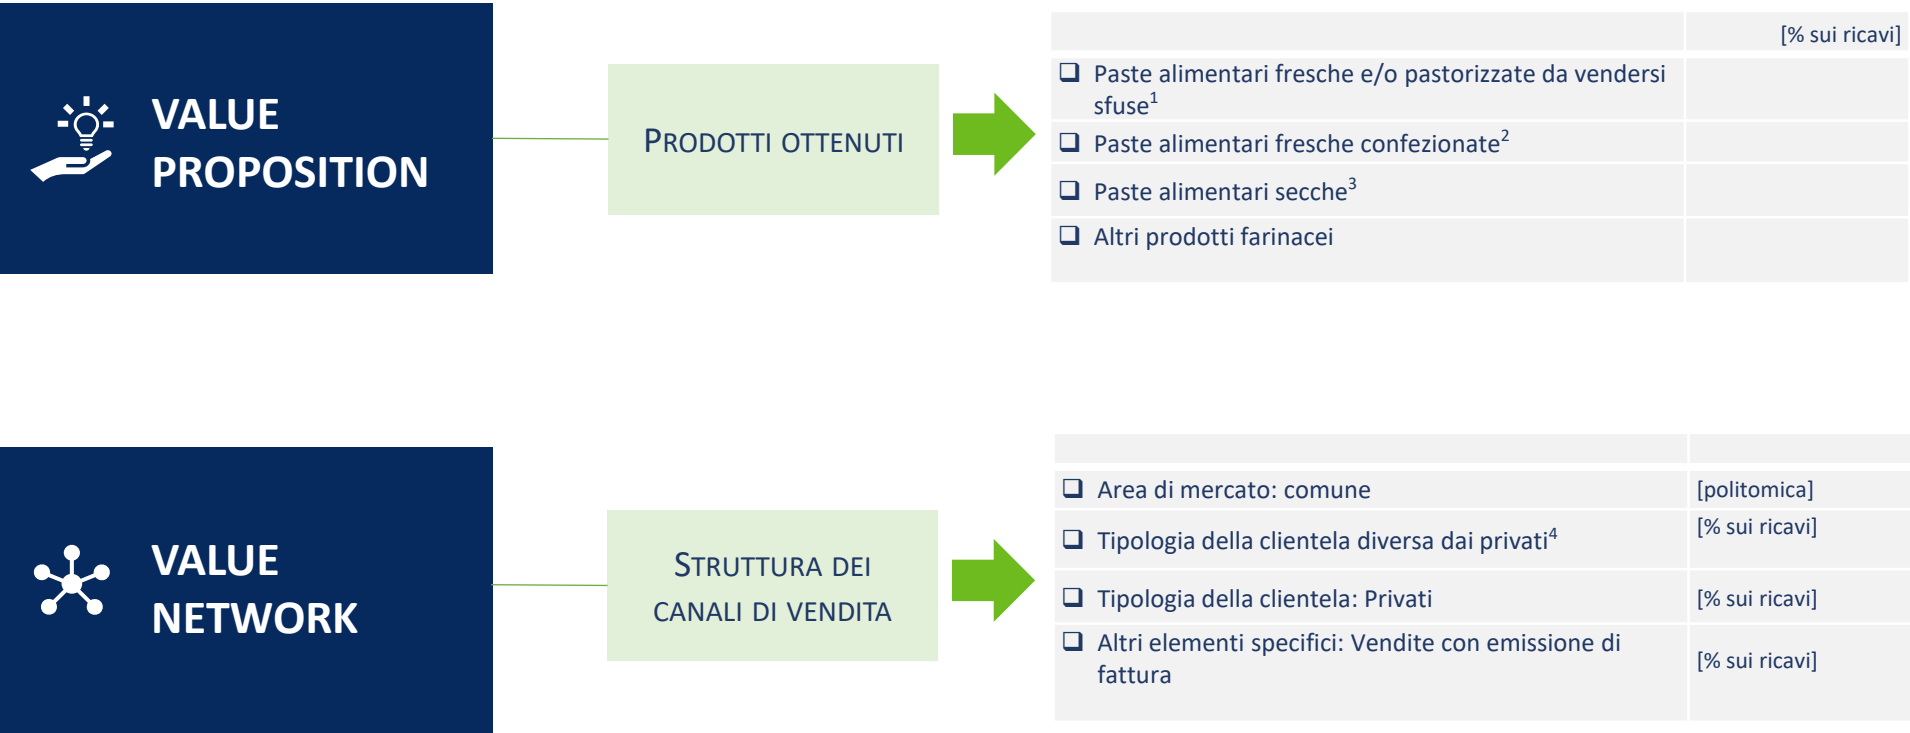 VALUE
PROPOSITION
PRODOTTI OTTENUTI
[% sui ricavi]
❑ Paste alimentari fresche e/o pastorizzate da vendersi
sfuse¹
❑ Paste alimentari fresche confezionate²
❑ Paste alimentari secche³
❑ Altri prodotti farinacei
VALUE
NETWORK
STRUTTURA DEI
CANALI DI VENDITA
❑ Area di mercato: comune [politomica]
❑ Tipologia della clientela diversa dai privati⁴ [% sui ricavi]
❑ Tipologia della clientela: Privati [% sui ricavi]
❑ Altri elementi specifici: Vendite con emissione di
fattura [% sui ricavi]